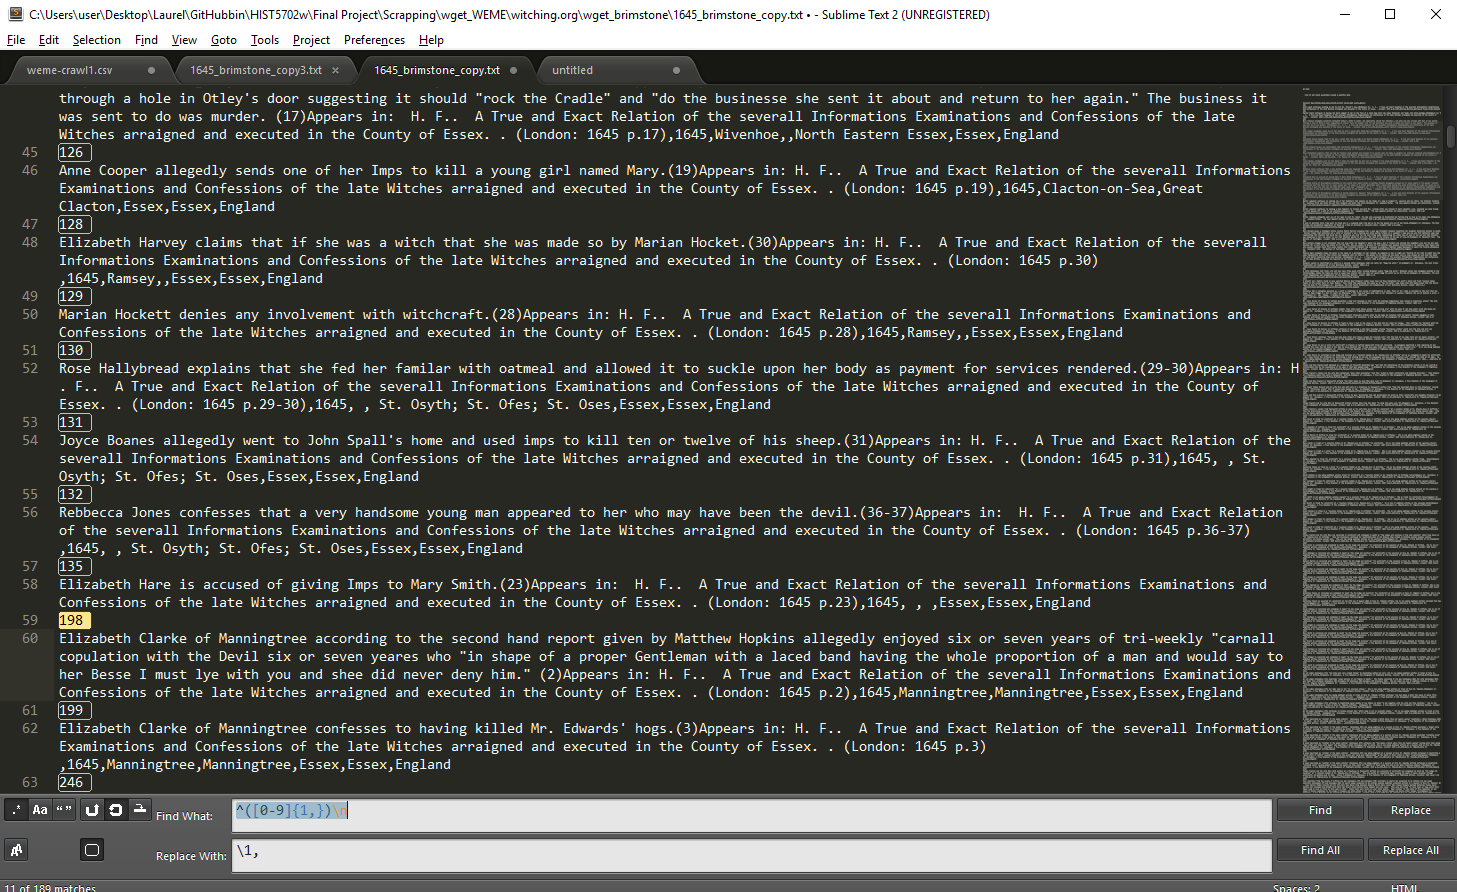 C:\Users\user\Desktop\Laurel\GitHubbin\HIST5702w\Final Project\Scrapping\wget_WEME\witching.org\wget_brimstone\1645_brimstone_copy.txt • - Sublime Text 2 (UNREGISTERED)
File Edit Selection Find View Goto Tools Project Preferences Help
weme-crawl1.csv 1645_brimstone_copy3.txt × 1645_brimstone_copy.txt untitled
through a hole in Otley's door suggesting it should "rock the Cradle" and "do the businesse she sent it about and return to her again." The business it
was sent to do was murder. (17)Appears in:  H. F..  A True and Exact Relation of the severall Informations Examinations and Confessions of the late
Witches arraigned and executed in the County of Essex. . (London: 1645 p.17),1645,Wivenhoe,,North Eastern Essex,Essex,England
45 126
46 Anne Cooper allegedly sends one of her Imps to kill a young girl named Mary.(19)Appears in: H. F..  A True and Exact Relation of the severall Informations
Examinations and Confessions of the late Witches arraigned and executed in the County of Essex. . (London: 1645 p.19),1645,Clacton-on-Sea,Great
Clacton,Essex,Essex,England
47 128
48 Elizabeth Harvey claims that if she was a witch that she was made so by Marian Hocket.(30)Appears in: H. F..  A True and Exact Relation of the severall
Informations Examinations and Confessions of the late Witches arraigned and executed in the County of Essex. . (London: 1645 p.30)
,1645,Ramsey,,Essex,Essex,England
49 129
50 Marian Hockett denies any involvement with witchcraft.(28)Appears in: H. F..  A True and Exact Relation of the severall Informations Examinations and
Confessions of the late Witches arraigned and executed in the County of Essex. . (London: 1645 p.28),1645,Ramsey,,Essex,Essex,England
51 130
52 Rose Hallybread explains that she fed her familar with oatmeal and allowed it to suckle upon her body as payment for services rendered.(29-30)Appears in: H
. F..  A True and Exact Relation of the severall Informations Examinations and Confessions of the late Witches arraigned and executed in the County of
Essex. . (London: 1645 p.29-30),1645, , St. Osyth; St. Ofes; St. Oses,Essex,Essex,England
53 131
54 Joyce Boanes allegedly went to John Spall's home and used imps to kill ten or twelve of his sheep.(31)Appears in: H. F..  A True and Exact Relation of the
severall Informations Examinations and Confessions of the late Witches arraigned and executed in the County of Essex. . (London: 1645 p.31),1645, , St.
Osyth; St. Ofes; St. Oses,Essex,Essex,England
55 132
56 Rebbecca Jones confesses that a very handsome young man appeared to her who may have been the devil.(36-37)Appears in:  H. F..  A True and Exact Relation
of the severall Informations Examinations and Confessions of the late Witches arraigned and executed in the County of Essex. . (London: 1645 p.36-37)
,1645, , St. Osyth; St. Ofes; St. Oses,Essex,Essex,England
57 135
58 Elizabeth Hare is accused of giving Imps to Mary Smith.(23)Appears in:  H. F..  A True and Exact Relation of the severall Informations Examinations and
Confessions of the late Witches arraigned and executed in the County of Essex. . (London: 1645 p.23),1645, , ,Essex,Essex,England
59 198
60 Elizabeth Clarke of Manningtree according to the second hand report given by Matthew Hopkins allegedly enjoyed six or seven years of tri-weekly "carnall
copulation with the Devil six or seven yeares who "in shape of a proper Gentleman with a laced band having the whole proportion of a man and would say to
her Besse I must lye with you and shee did never deny him." (2)Appears in: H. F..  A True and Exact Relation of the severall Informations Examinations and
Confessions of the late Witches arraigned and executed in the County of Essex. . (London: 1645 p.2),1645,Manningtree,Manningtree,Essex,Essex,England
61 199
62 Elizabeth Clarke of Manningtree confesses to having killed Mr. Edwards' hogs.(3)Appears in: H. F..  A True and Exact Relation of the severall Informations
Examinations and Confessions of the late Witches arraigned and executed in the County of Essex. . (London: 1645 p.3)
,1645,Manningtree,Manningtree,Essex,Essex,England
63 246
.* Aa “” Find What: ^([0-9]{1,})\n Find Replace
Replace With: \1, Find All Replace All
11 of 189 matches Spaces: 2 HTML